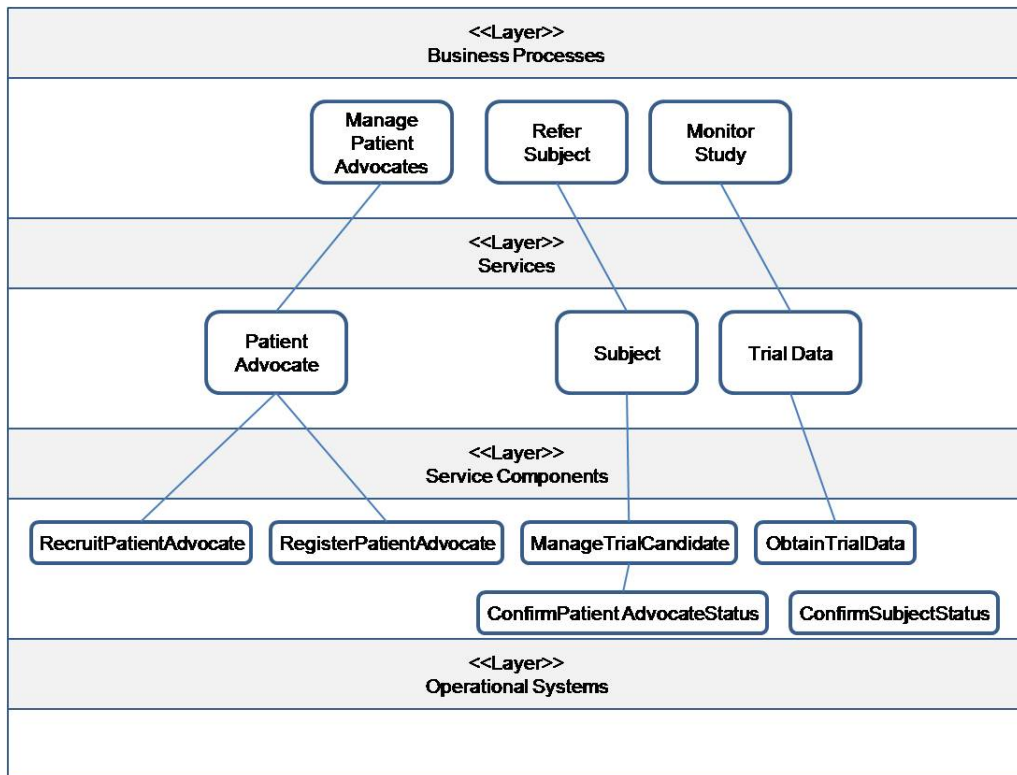 <<Layer>>
Business Processes
Manage
Patient
Advocates
Refer
Subject
Monitor
Study
<<Layer>>
Services
Patient
Advocate
Subject
Trial Data
<<Layer>>
Service Components
RecruitPatientAdvocate
RegisterPatientAdvocate
ManageTrialCandidate
ObtainTrialData
ConfirmPatient AdvocateStatus
ConfirmSubjectStatus
<<Layer>>
Operational Systems